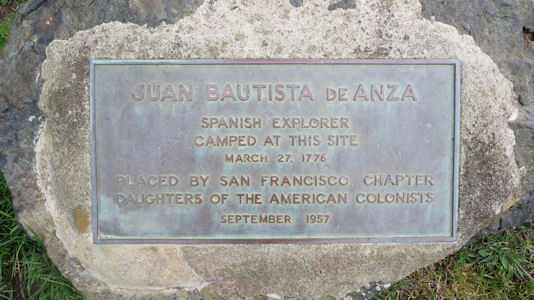 JUAN BAUTISTA DE ANZA
SPANISH EXPLORER
CAMPED AT THIS SITE
MARCH 27, 1776
PLACED BY SAN FRANCISCO CHAPTER
DAUGHTERS OF THE AMERICAN COLONISTS
SEPTEMBER 1957